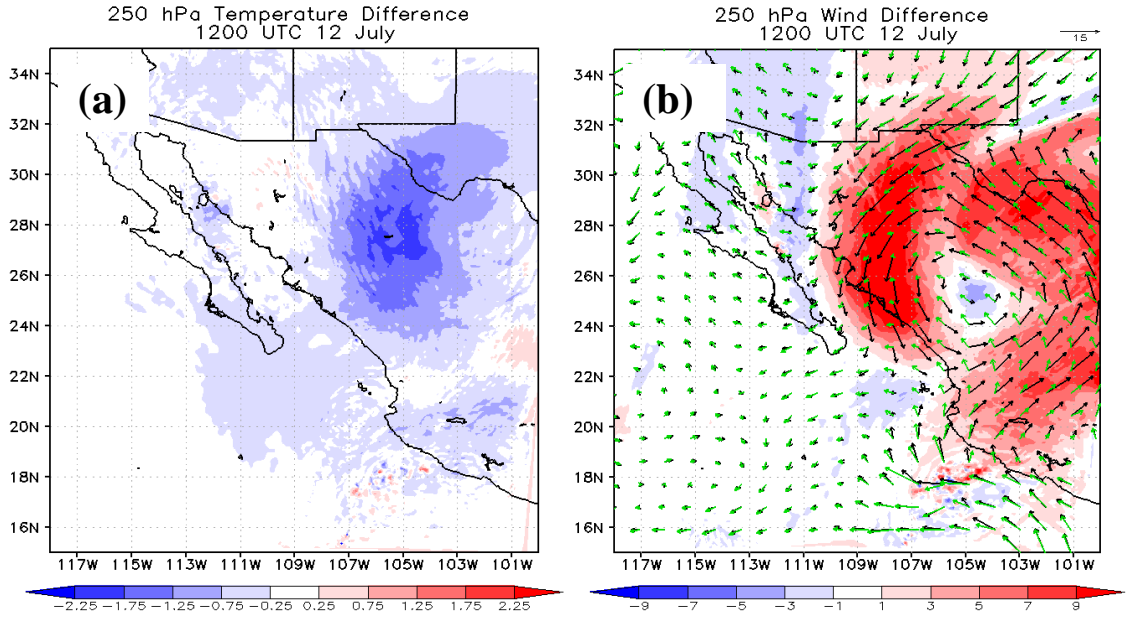 250 hPa Temperature Difference
1200 UTC 12 July
(a)
34N
32N
30N
28N
26N
24N
22N
20N
18N
16N
117W 115W 113W 111W 109W 107W 105W 103W 101W
−2.25 −1.75 −1.25 −0.75 −0.25 0.25 0.75 1.25 1.75 2.25
250 hPa Wind Difference
1200 UTC 12 July
15
(b)
34N
32N
30N
28N
26N
24N
22N
20N
18N
16N
117W 115W 113W 111W 109W 107W 105W 103W 101W
−9 −7 −5 −3 −1 1 3 5 7 9